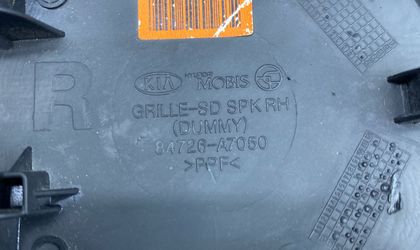 KIA HYUNDAI MOBIS
R
GRILLE-SD SPK RH
(DUMMY)
84726-A7050
>PPF<